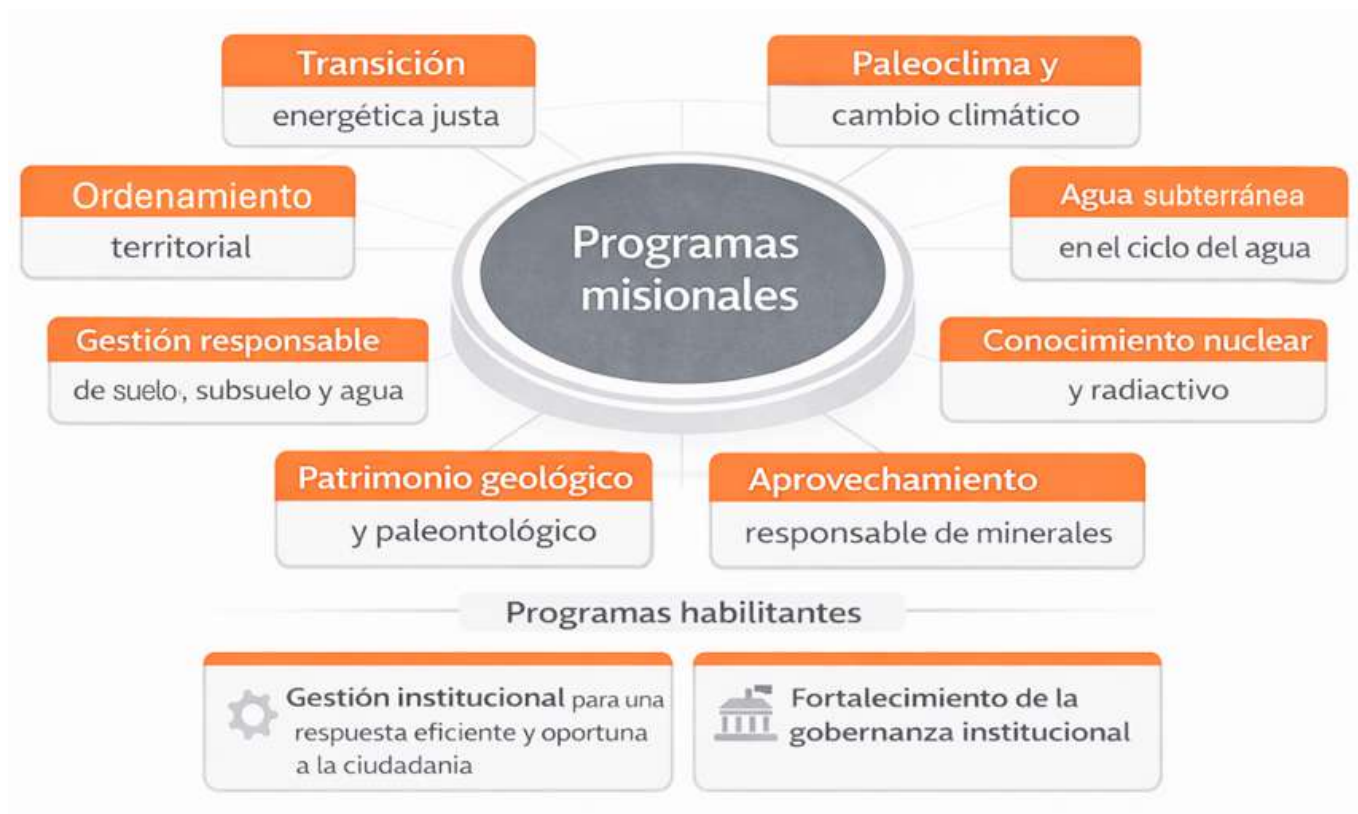 Transición
energética justa
Paleoclima y
cambio climático
Ordenamiento
territorial
Programas
misionales
Agua subterránea
en el ciclo del agua
Gestión responsable
de suelo, subsuelo y agua
Conocimiento nuclear
y radiactivo
Patrimonio geológico
y paleontológico
Aprovechamiento
responsable de minerales
Programas habilitantes
Gestión institucional para una
respuesta eficiente y oportuna
a la ciudadania
Fortalecimiento de la
gobernanza institucional